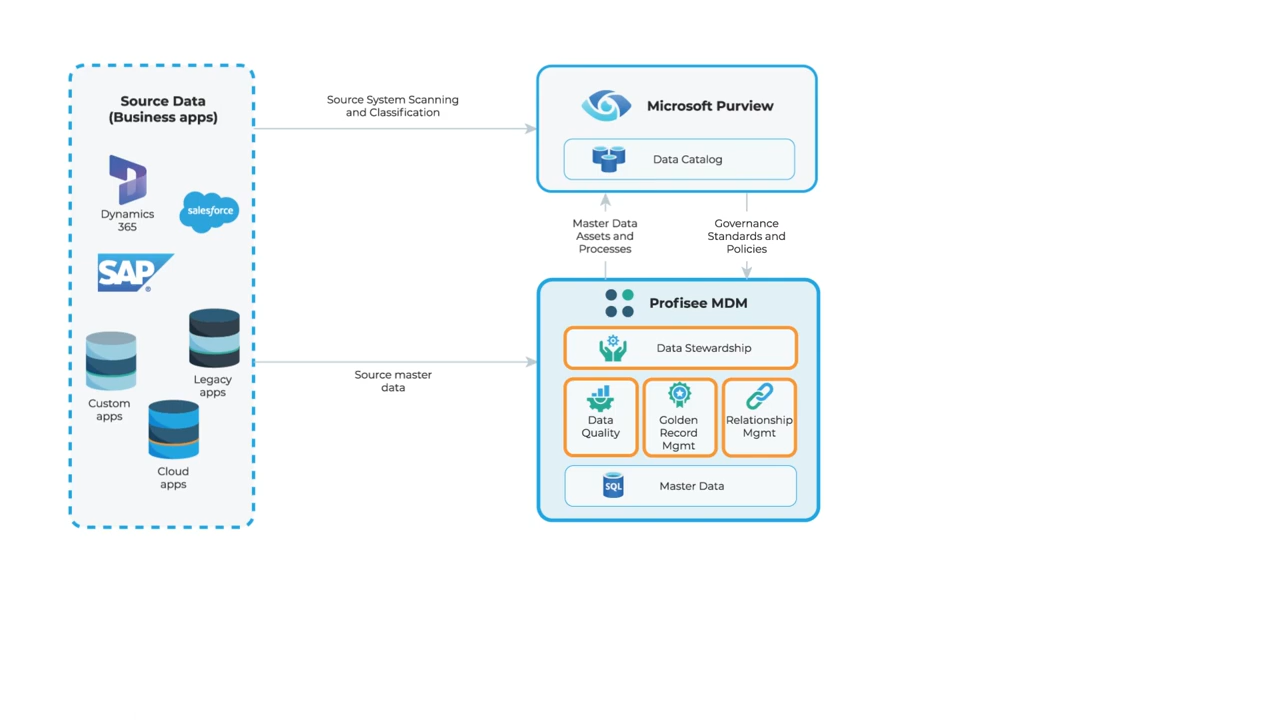 Source Data
(Business apps)
Dynamics
365
salesforce
SAP
®
Legacy
apps
Custom
apps
Cloud
apps
Source System Scanning
and Classification
Source master
data
Microsoft Purview
Data Catalog
Master Data
Assets and
Processes
Governance
Standards and
Policies
Profisee MDM
Data Stewardship
Data
Quality
Golden
Record
Mgmt
Relationship
Mgmt
SQL
Master Data